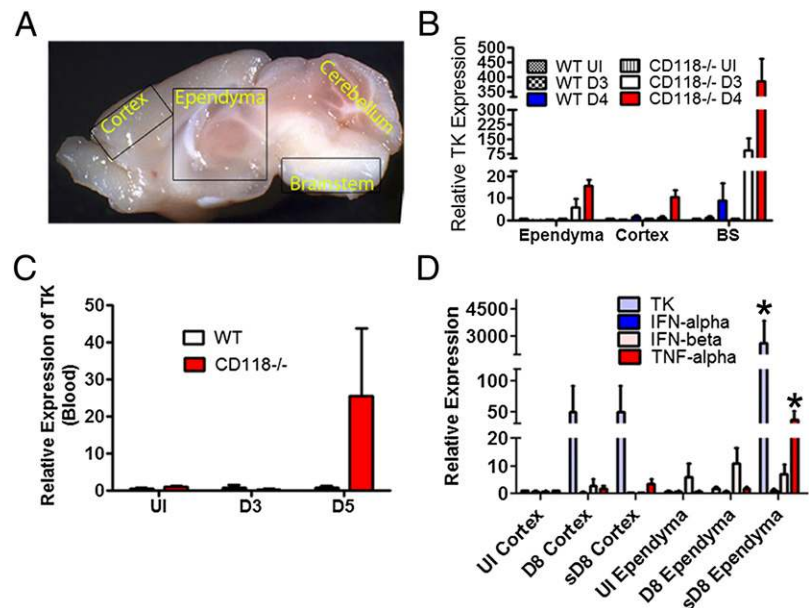 A
Cortex
Ependyma
Cerebellum
Brainstem
B
Relative TK Expression
500
450
400
350
300
225
150
75
20
10
0
WT UI
WT D3
WT D4
CD118-/- UI
CD118-/- D3
CD118-/- D4
Ependyma
Cortex
BS
C
Relative Expression of TK
(Blood)
50
40
30
20
10
0
WT
CD118-/-
UI
D3
D5
D
Relative Expression
4500
3000
100
50
20
10
0
TK
IFN-alpha
IFN-beta
TNF-alpha
*
*
UI Cortex
D8 Cortex
sD8 Cortex
UI Ependyma
D8 Ependyma
sD8 Ependyma